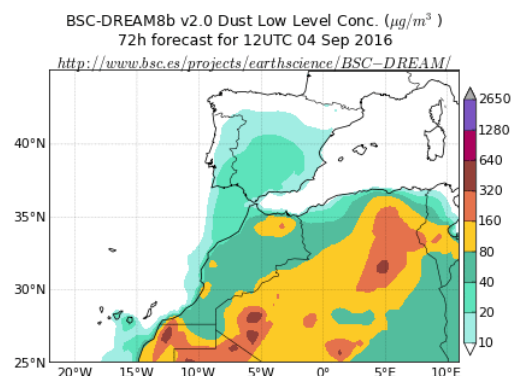 BSC-DREAM8b v2.0 Dust Low Level Conc. (μg/m³ )
72h forecast for 12UTC 04 Sep 2016
http://www.bsc.es/projects/earthscience/BSC−DREAM/
2650
1280
640
320
160
80
40
20
10
40°N
35°N
30°N
25°N
20°W
15°W
10°W
5°W
0°
5°E
10°E